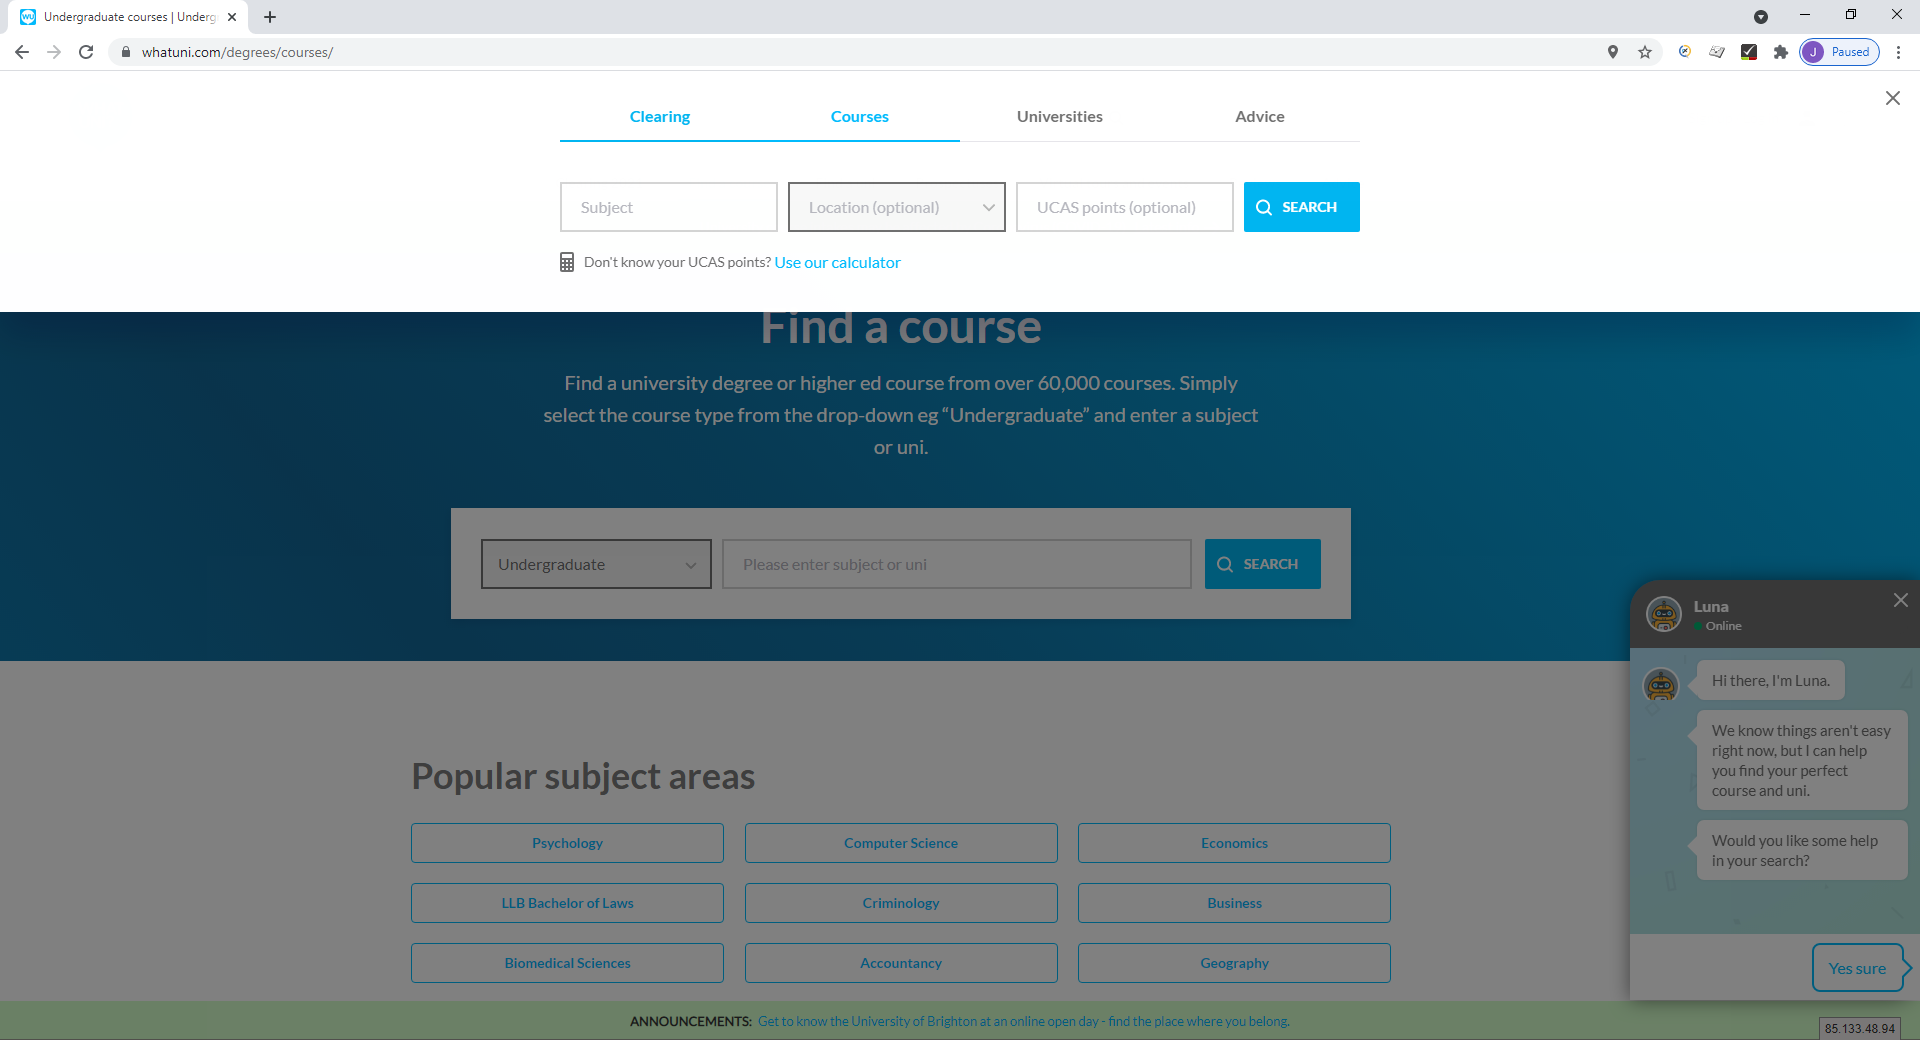 Undergraduate courses | Underg
whatuni.com/degrees/courses/
J Paused
Clearing
Courses
Universities
Advice
Subject
Location (optional)
UCAS points (optional)
SEARCH
Don't know your UCAS points? Use our calculator
Find a course
Find a university degree or higher ed course from over 60,000 courses. Simply
select the course type from the drop-down eg “Undergraduate” and enter a subject
or uni.
Undergraduate
Please enter subject or uni
SEARCH
Luna
Online
Hi there, I'm Luna.
We know things aren't easy
right now, but I can help
you find your perfect
course and uni.
Would you like some help
in your search?
Yes sure
Popular subject areas
Psychology
Computer Science
Economics
LLB Bachelor of Laws
Criminology
Business
Biomedical Sciences
Accountancy
Geography
ANNOUNCEMENTS: Get to know the University of Brighton at an online open day - find the place where you belong.
85.133.48.94